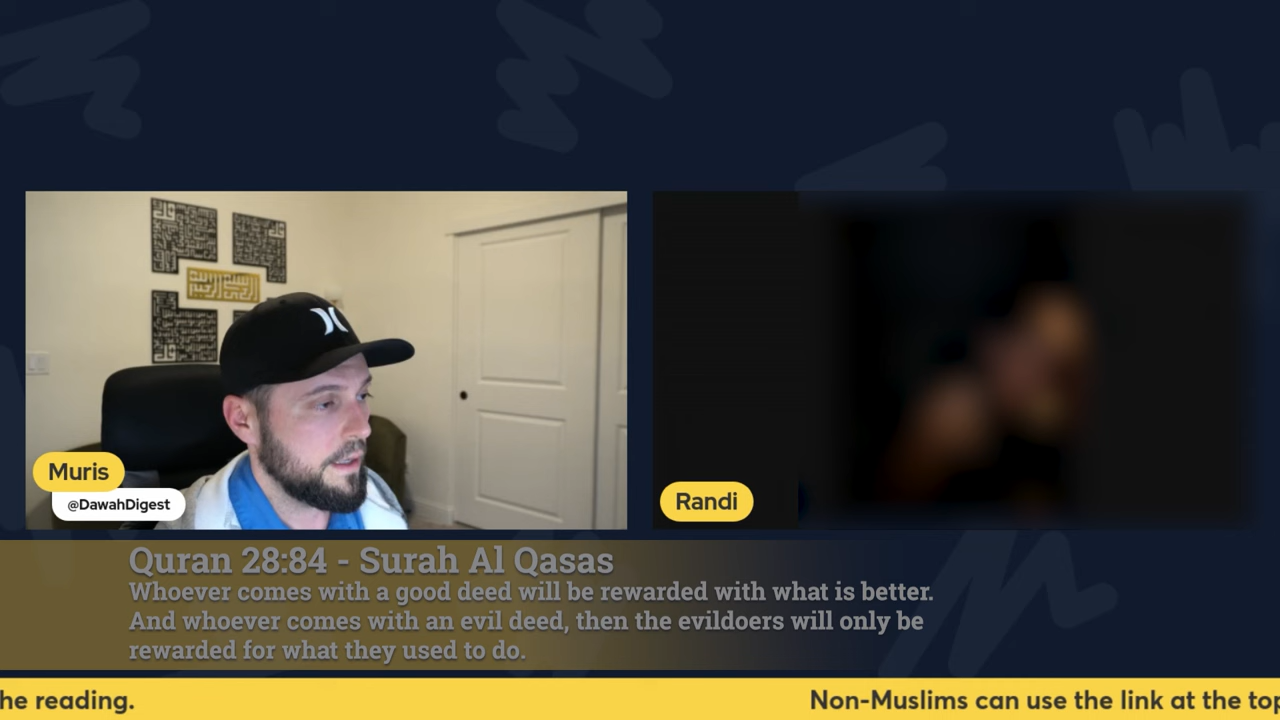 Muris
@DawahDigest
Randi
Quran 28:84 - Surah Al Qasas
Whoever comes with a good deed will be rewarded with what is better.
And whoever comes with an evil deed, then the evildoers will only be
rewarded for what they used to do.
he reading.
Non-Muslims can use the link at the top